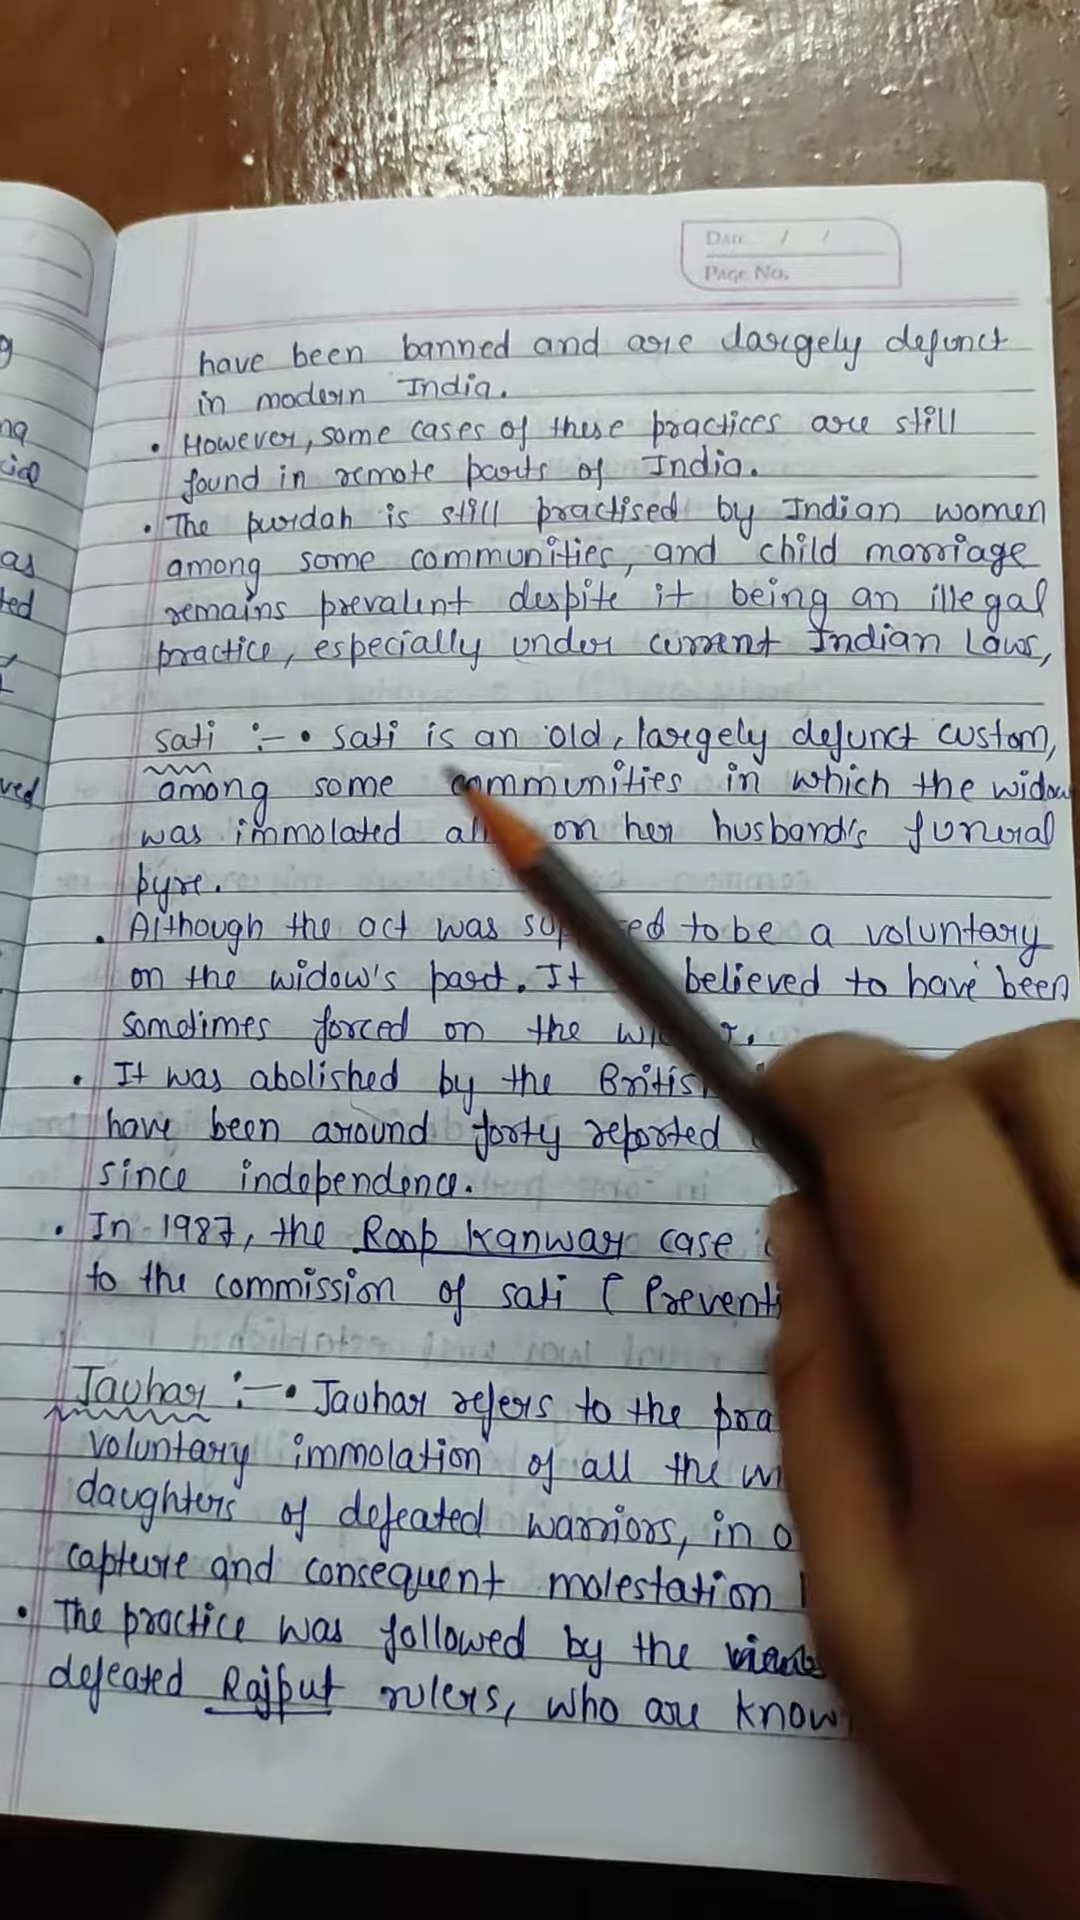 Date / /
Page No.
have been banned and are largely defunct
in modern India.
• However, some cases of these practices are still
found in remote parts of India.
• The purdah is still practised by Indian women
among some communities, and child marriage
remains prevalent despite it being an illegal
practice, especially under current Indian Laws,
Sati :- • Sati is an old, largely defunct custom,
among some communities in which the widow
was immolated on her husband's funeral
pyre.
• Although the act was to be a voluntary
on the widow's part. It believed to have been
sometimes forced on the
• It was abolished by the
have been around forty reported
since independence.
• In 1987, the Roop Kanwar case
to the commission of sati (
Jauhar :- • Jauhar refers to the
voluntary immolation of all the
daughters of defeated warriors, in
capture and consequent molestation
• The practice was followed by the
defeated Rajput rulers, who are